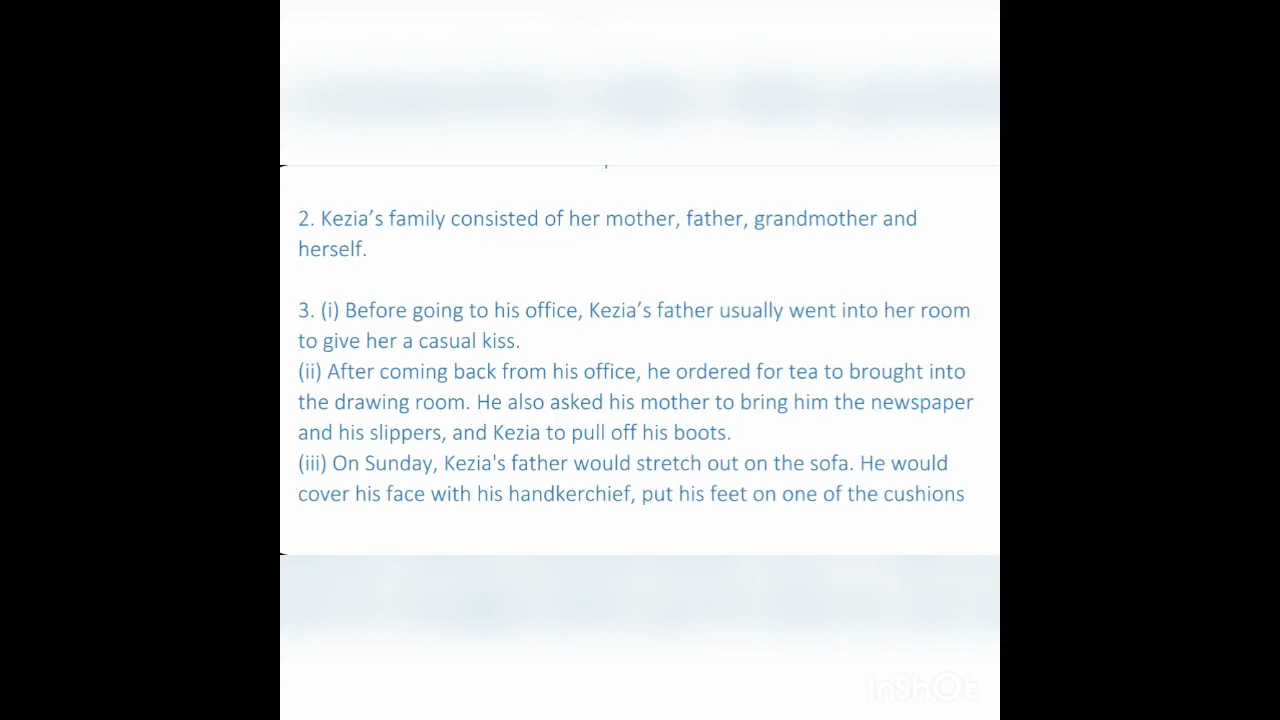 2. Kezia’s family consisted of her mother, father, grandmother and
herself.
3. (i) Before going to his office, Kezia’s father usually went into her room
to give her a casual kiss.
(ii) After coming back from his office, he ordered for tea to brought into
the drawing room. He also asked his mother to bring him the newspaper
and his slippers, and Kezia to pull off his boots.
(iii) On Sunday, Kezia's father would stretch out on the sofa. He would
cover his face with his handkerchief, put his feet on one of the cushions
InShOt